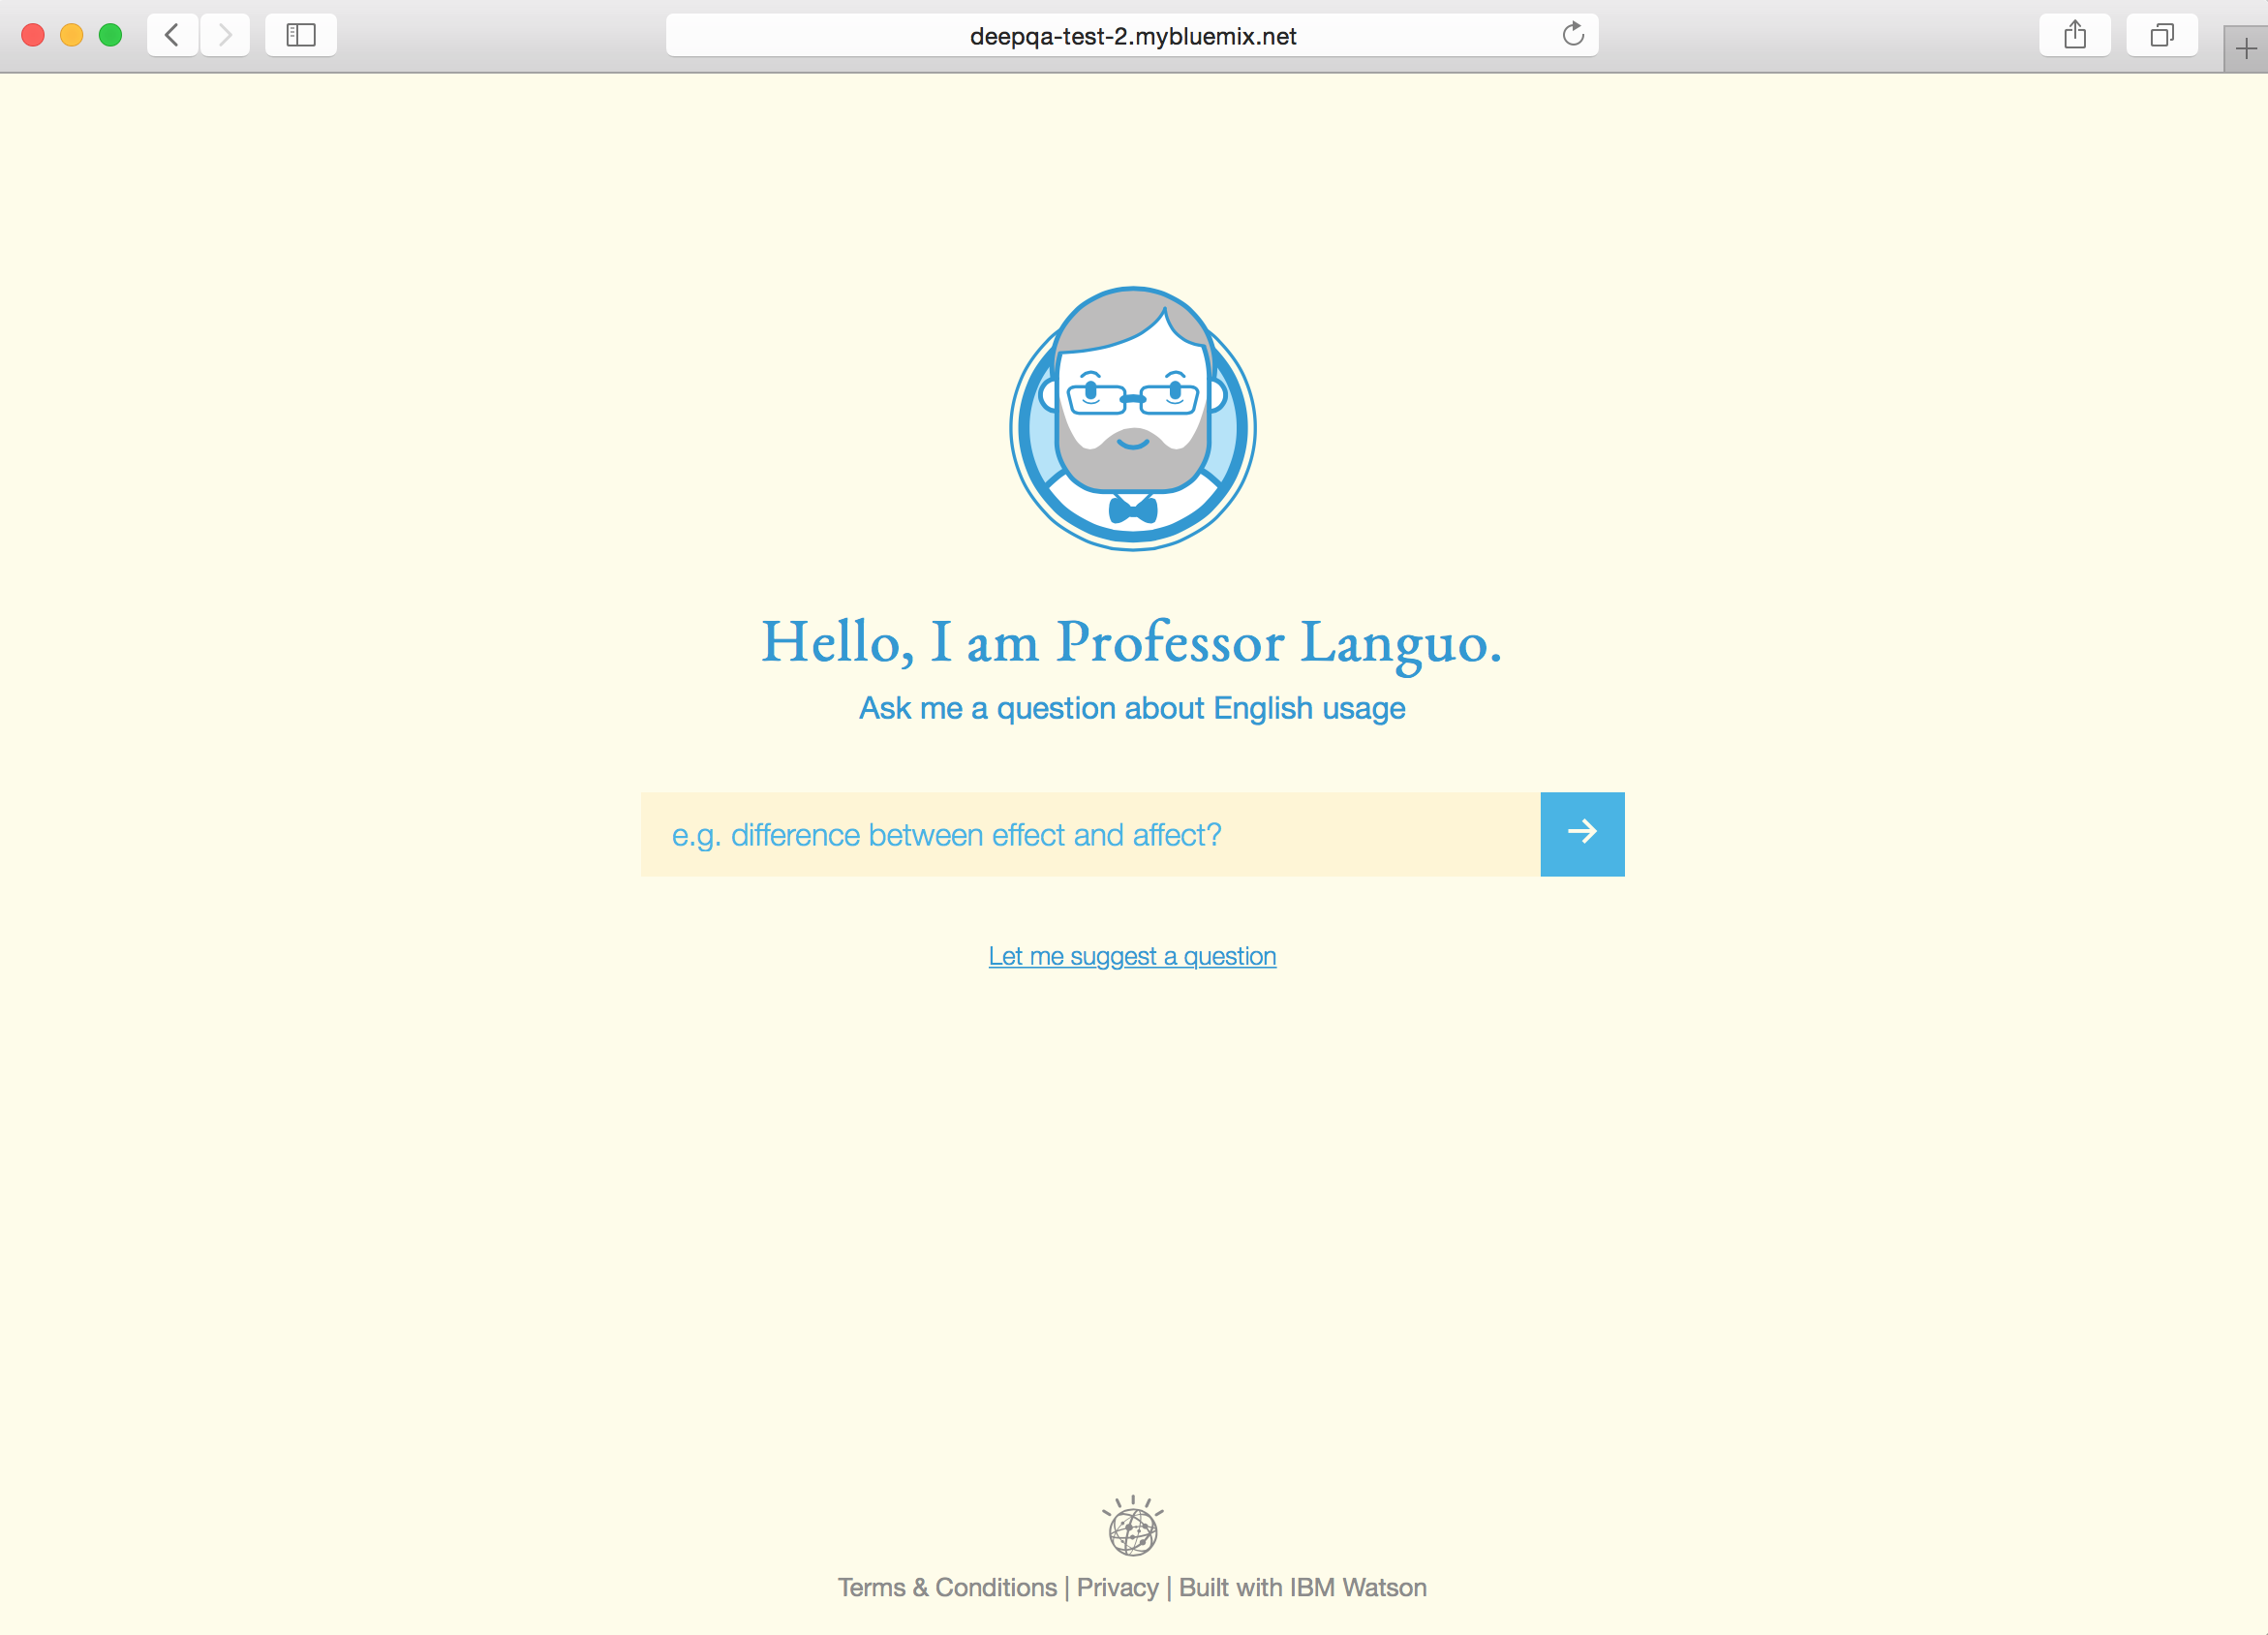 deepqa-test-2.mybluemix.net
Hello, I am Professor Languo.
Ask me a question about English usage
e.g. difference between effect and affect?
Let me suggest a question
Terms & Conditions | Privacy | Built with IBM Watson